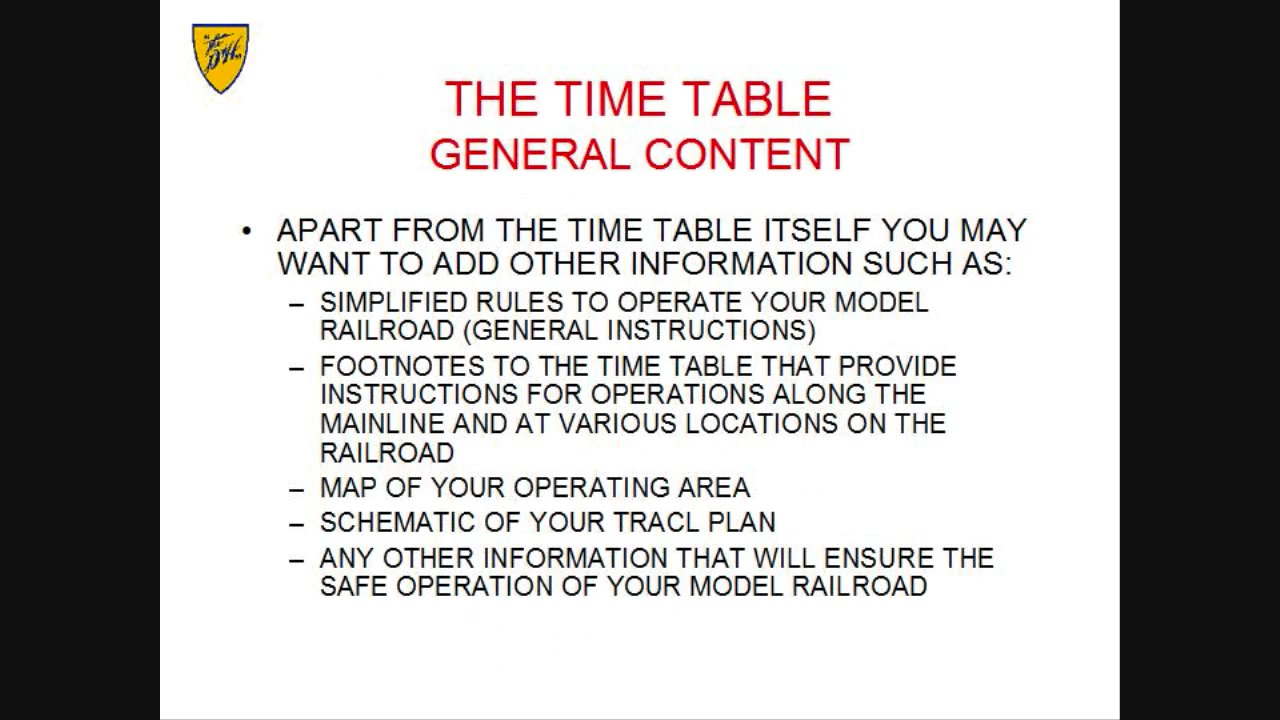 THE TIME TABLE
GENERAL CONTENT
• APART FROM THE TIME TABLE ITSELF YOU MAY
WANT TO ADD OTHER INFORMATION SUCH AS:
– SIMPLIFIED RULES TO OPERATE YOUR MODEL
RAILROAD (GENERAL INSTRUCTIONS)
– FOOTNOTES TO THE TIME TABLE THAT PROVIDE
INSTRUCTIONS FOR OPERATIONS ALONG THE
MAINLINE AND AT VARIOUS LOCATIONS ON THE
RAILROAD
– MAP OF YOUR OPERATING AREA
– SCHEMATIC OF YOUR TRACL PLAN
– ANY OTHER INFORMATION THAT WILL ENSURE THE
SAFE OPERATION OF YOUR MODEL RAILROAD